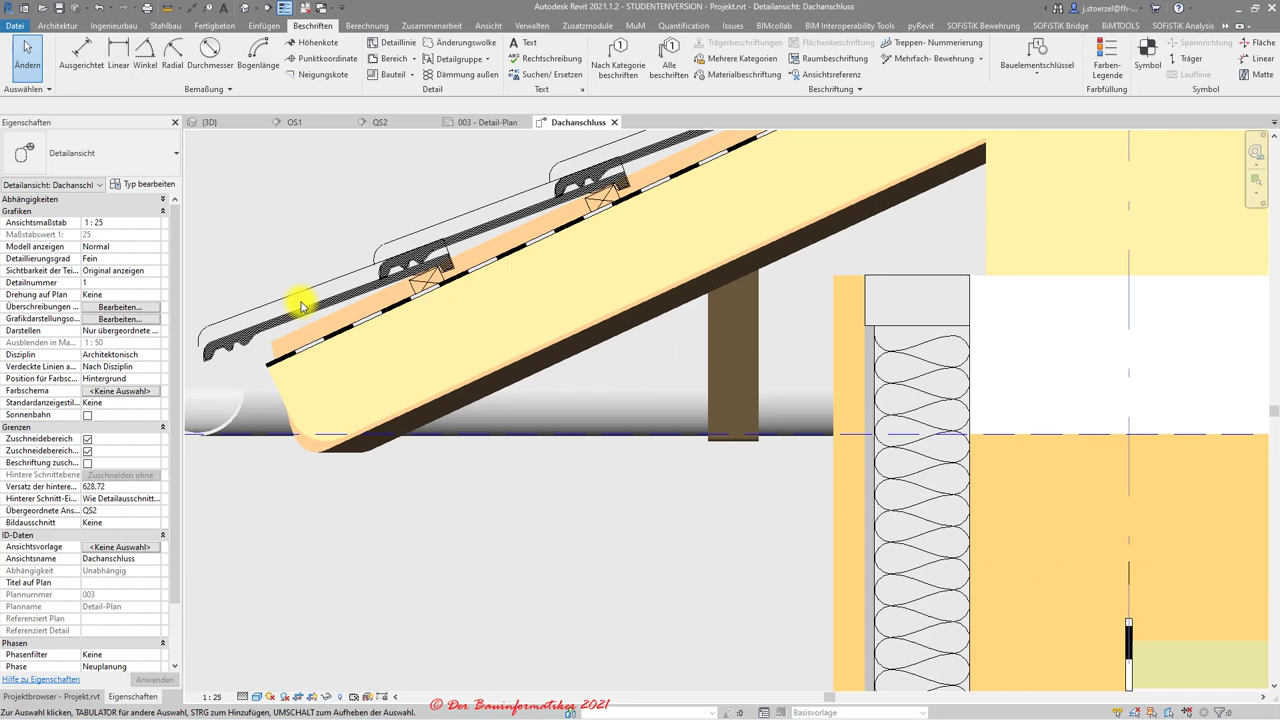 Autodesk Revit 2021.1.2 - STUDENTENVERSION - Projekt.rvt - Detailansicht: Dachanschluss
j.stoerzel@fh-...
Datei Architektur Ingenieurbau Stahlbau Gebäudetechnik Fertigteile Einfügen Beschriften Berechnung Zusammenarbeit Ansicht Verwalten Zusatzmodule MuM Quantification Issues BIMcollab BIM Interoperability Tools pyRevit SOFiSTiK Bewehrung SOFiSTiK Bridge BiMTOOLS SOFiSTiK Analysis
Ändern Ausgerichtet Linear Winkel Radial Durchmesser Bogenlänge
Höhenkote
Punktkoordinate
Neigungskote
Detaillinie Änderungswolke
Bereich Detailgruppe
Bauteil Dämmung außen
Text
Rechtschreibung
Suchen/ Ersetzen
Nach Kategorie beschriften
Alle beschriften
Trägerbeschriftungen Flächenbeschriftung
Mehrere Kategorien Raumbeschriftung
Materialbeschriftung Ansichtsreferenz
Treppen- Nummerierung
Mehrfach- Bewehrung
Bauelementschlüssel
Farben-Legende
Symbol
Spannrichtung Fläche
Träger Linear
Lauflinie Matte
Auswählen Bemaßung Detail Text Beschriftung Farbfüllung Symbol
Eigenschaften
{3D} OS1 QS2 003 - Detail-Plan Dachanschluss
Detailansicht
Detailansicht: Dachanschl Typ bearbeiten
Abhängigkeiten
Grafiken
Ansichtsmaßstab 1 : 25
Maßstabswert 1: 25
Modell anzeigen Normal
Detaillierungsgrad Fein
Sichtbarkeit der Tei... Original anzeigen
Detailnummer 1
Drehung auf Plan Keine
Überschreibungen ... Bearbeiten...
Grafikdarstellungso... Bearbeiten...
Darstellen Nur übergeordnete ...
Ausblenden in Ma... 1 : 50
Disziplin Architektonisch
Verdeckte Linien a... Nach Disziplin
Position für Farbsc... Hintergrund
Farbschema <Keine Auswahl>
Standardanzeigestil... Keine
Sonnenbahn
Grenzen
Zuschneidebereich
Zuschneidebereich ...
Beschriftung zusch...
Hintere Schnittebene Zuschneiden ohne
Versatz der hintere... 628.72
Hinterer Schnitt-Ei... Wie Detailausschnitt...
Übergeordnete Ans... QS2
Bildausschnitt Keine
ID-Daten
Ansichtsvorlage <Keine Auswahl>
Ansichtsname Dachanschluss
Abhängigkeit Unabhängig
Titel auf Plan
Plannummer 003
Planname Detail-Plan
Referenziert Plan
Referenziert Detail
Phasen
Phasenfilter Keine
Phase Neuplanung
Hilfe zu Eigenschaften Anwenden
Projektbrowser - Projekt.rvt Eigenschaften
1 : 25
Zur Auswahl klicken, TABULATOR für andere Auswahl, STRG zum Hinzufügen, UMSCHALT zum Aufheben der Auswahl.
© Der Bauinformatiker 2021
:0 Basisvorlage :0